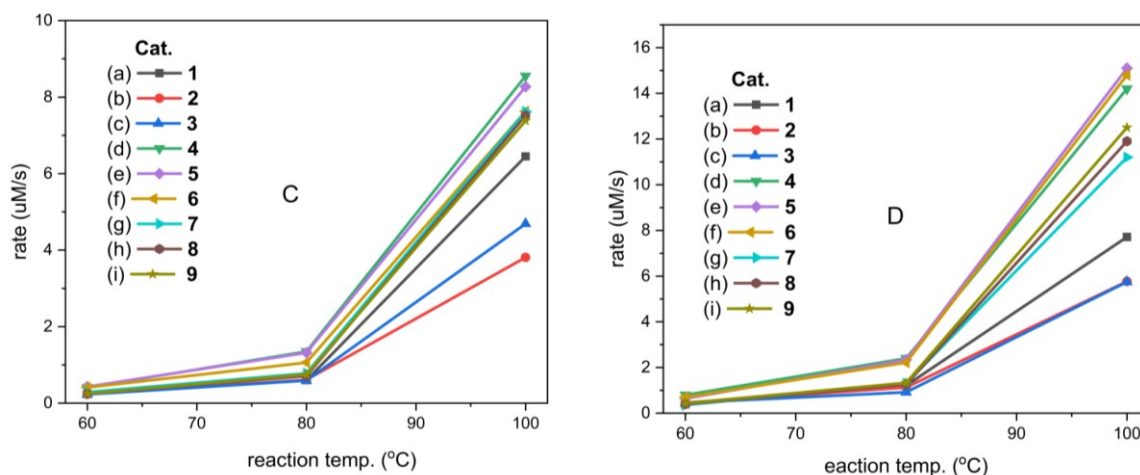 10
8
6
4
2
0
rate (uM/s)
Cat.
(a) 1
(b) 2
(c) 3
(d) 4
(e) 5
(f) 6
(g) 7
(h) 8
(i) 9
C
60 70 80 90 100
reaction temp. (°C)
16
14
12
10
8
6
4
2
0
rate (uM/s)
Cat.
(a) 1
(b) 2
(c) 3
(d) 4
(e) 5
(f) 6
(g) 7
(h) 8
(i) 9
D
60 70 80 90 100
eaction temp. (°C)